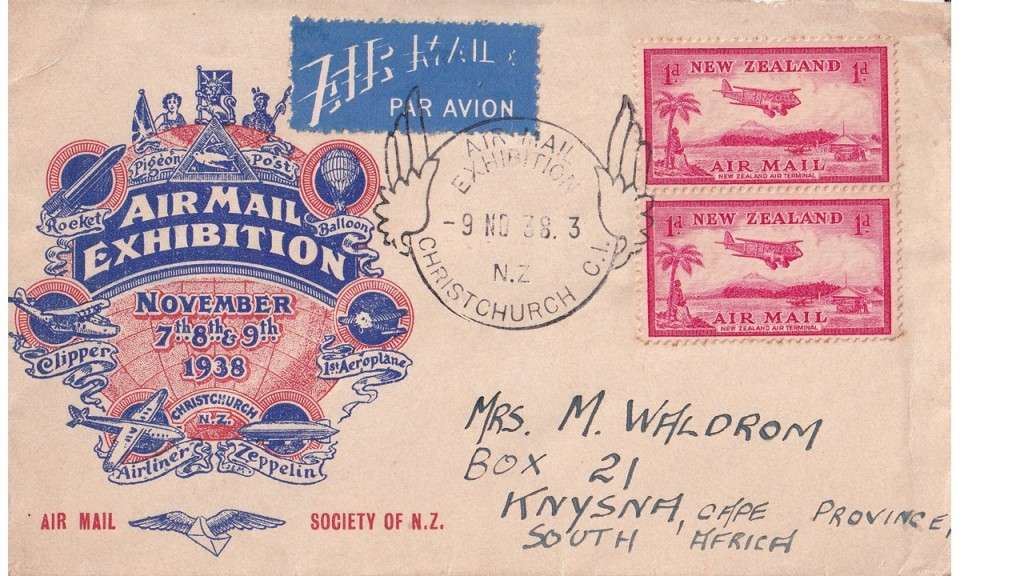 AIR MAIL
PAR AVION
Pigeon Post
Rocket
Balloon
AIR MAIL
EXHIBITION
NOVEMBER
7th 8th & 9th
1938
Clipper
1st Aeroplane
CHRISTCHURCH
N.Z.
Airliner
Zeppelin
AIR MAIL SOCIETY OF N.Z.
AIR MAIL
EXHIBITION
-9 NO 38.3
N.Z
CHRISTCHURCH C.1.
1d NEW ZEALAND 1d
AIR MAIL
NEW ZEALAND AIR TERMINAL
1d NEW ZEALAND 1d
AIR MAIL
NEW ZEALAND AIR TERMINAL
MRS. M. WALDROM
BOX 21
KNYSNA, CAPE PROVINCE,
SOUTH AFRICA